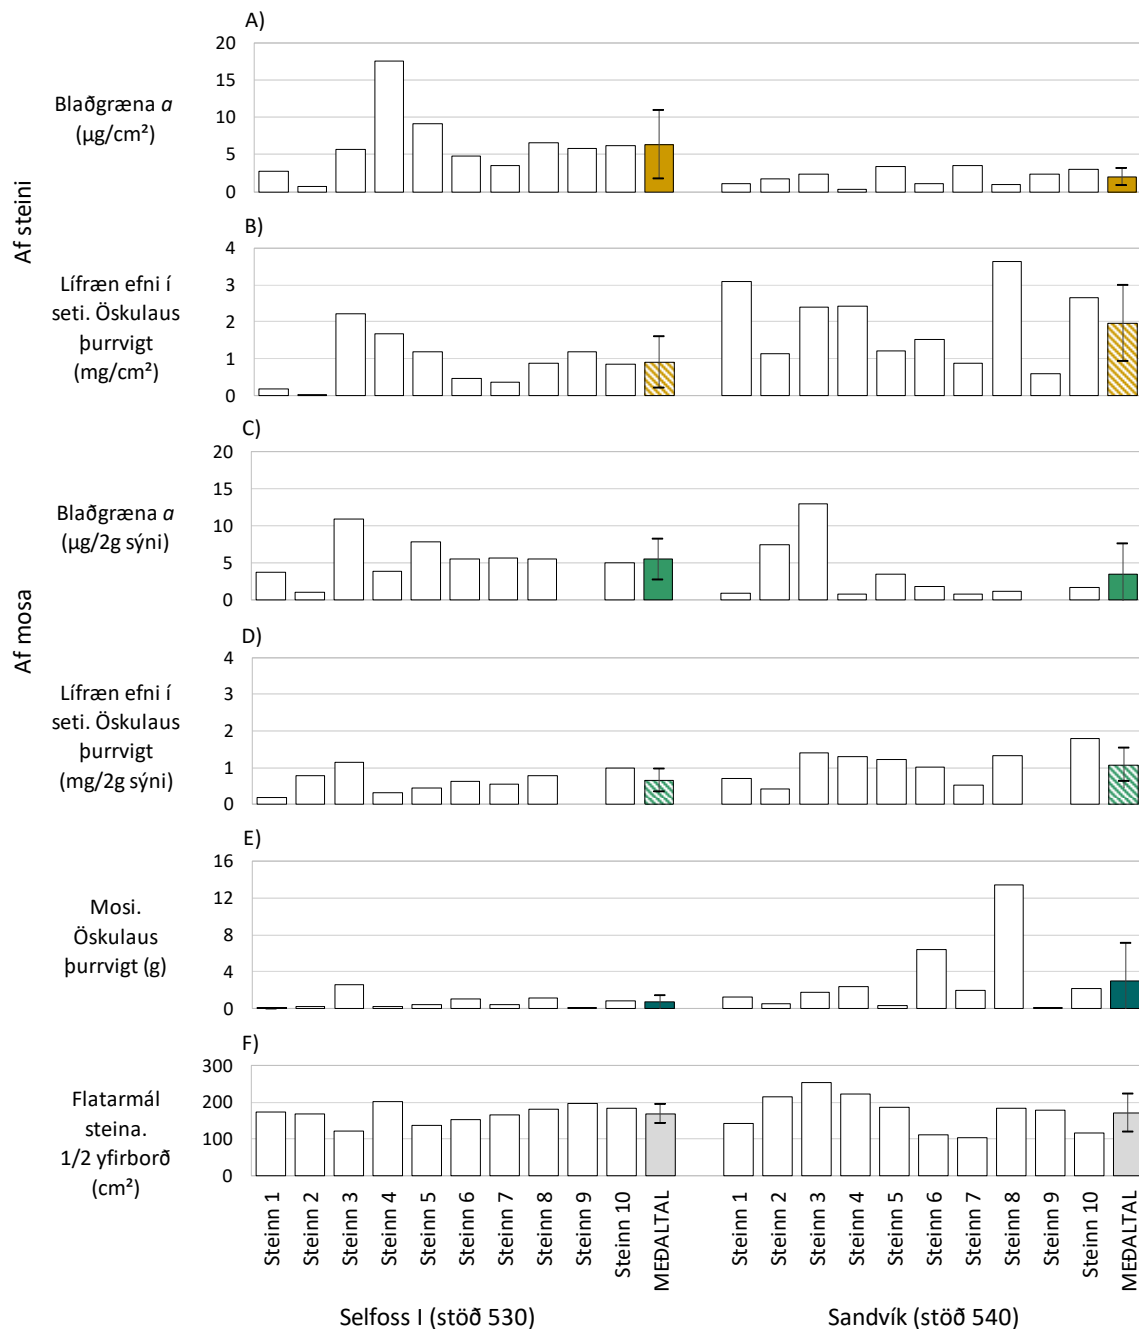 A)
20
15
10
5
0
Blaðgræna a
(µg/cm²)
Af steini
B)
4
3
2
1
0
Lífræn efni í
seti. Öskulaus
þurrvigt
(mg/cm²)
C)
20
15
10
5
0
Blaðgræna a
(µg/2g sýni)
Af mosa
D)
4
3
2
1
0
Lífræn efni í
seti. Öskulaus
þurrvigt
(mg/2g sýni)
E)
16
12
8
4
0
Mosi.
Öskulaus
þurrvigt (g)
F)
300
200
100
0
Flatarmál
steina.
1/2 yfirborð
(cm²)
Steinn 1
Steinn 2
Steinn 3
Steinn 4
Steinn 5
Steinn 6
Steinn 7
Steinn 8
Steinn 9
Steinn 10
MEÐALTAL
Steinn 1
Steinn 2
Steinn 3
Steinn 4
Steinn 5
Steinn 6
Steinn 7
Steinn 8
Steinn 9
Steinn 10
MEÐALTAL
Selfoss I (stöð 530)
Sandvík (stöð 540)